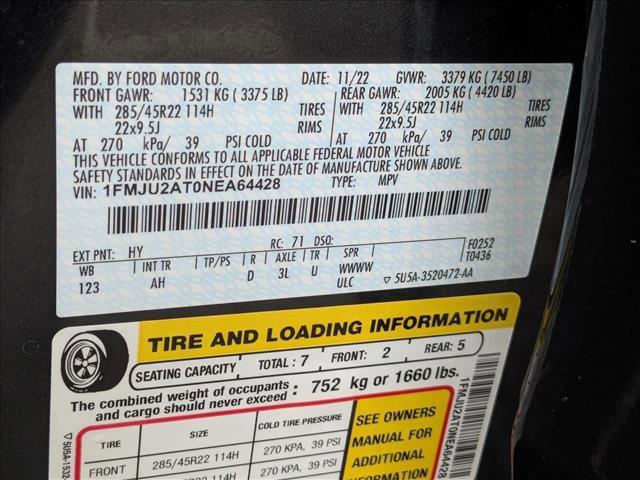 MFD. BY FORD MOTOR CO. DATE: 11/22 GVWR: 3379 KG (7450 LB)
FRONT GAWR: 1531 KG (3375 LB) REAR GAWR: 2005 KG (4420 LB)
WITH 285/45R22 114H TIRES WITH 285/45R22 114H TIRES
22x9.5J RIMS 22x9.5J RIMS
AT 270 kPa/ 39 PSI COLD AT 270 kPa/ 39 PSI COLD
THIS VEHICLE CONFORMS TO ALL APPLICABLE FEDERAL MOTOR VEHICLE
SAFETY STANDARDS IN EFFECT ON THE DATE OF MANUFACTURE SHOWN ABOVE.
VIN: 1FMJU2AT0NEA64428 TYPE: MPV
EXT PNT: HY RC: 71 DSO: F0252
WB INT TR TP/PS R AXLE TR SPR T0436
123 AH D 3L U WWWW
ULC ▽ 5U5A-3520472-AA
TIRE AND LOADING INFORMATION
SEATING CAPACITY TOTAL: 7 FRONT: 2 REAR: 5
The combined weight of occupants and cargo should never exceed : 752 kg or 1660 lbs.
TIRE SIZE COLD TIRE PRESSURE
FRONT 285/45R22 114H 270 KPA, 39 PSI
285/45R22 114H 270 KPA, 39 PSI
SEE OWNERS
MANUAL FOR
ADDITIONAL
1FMJU2AT0NEA64428
▽5U5A-1532